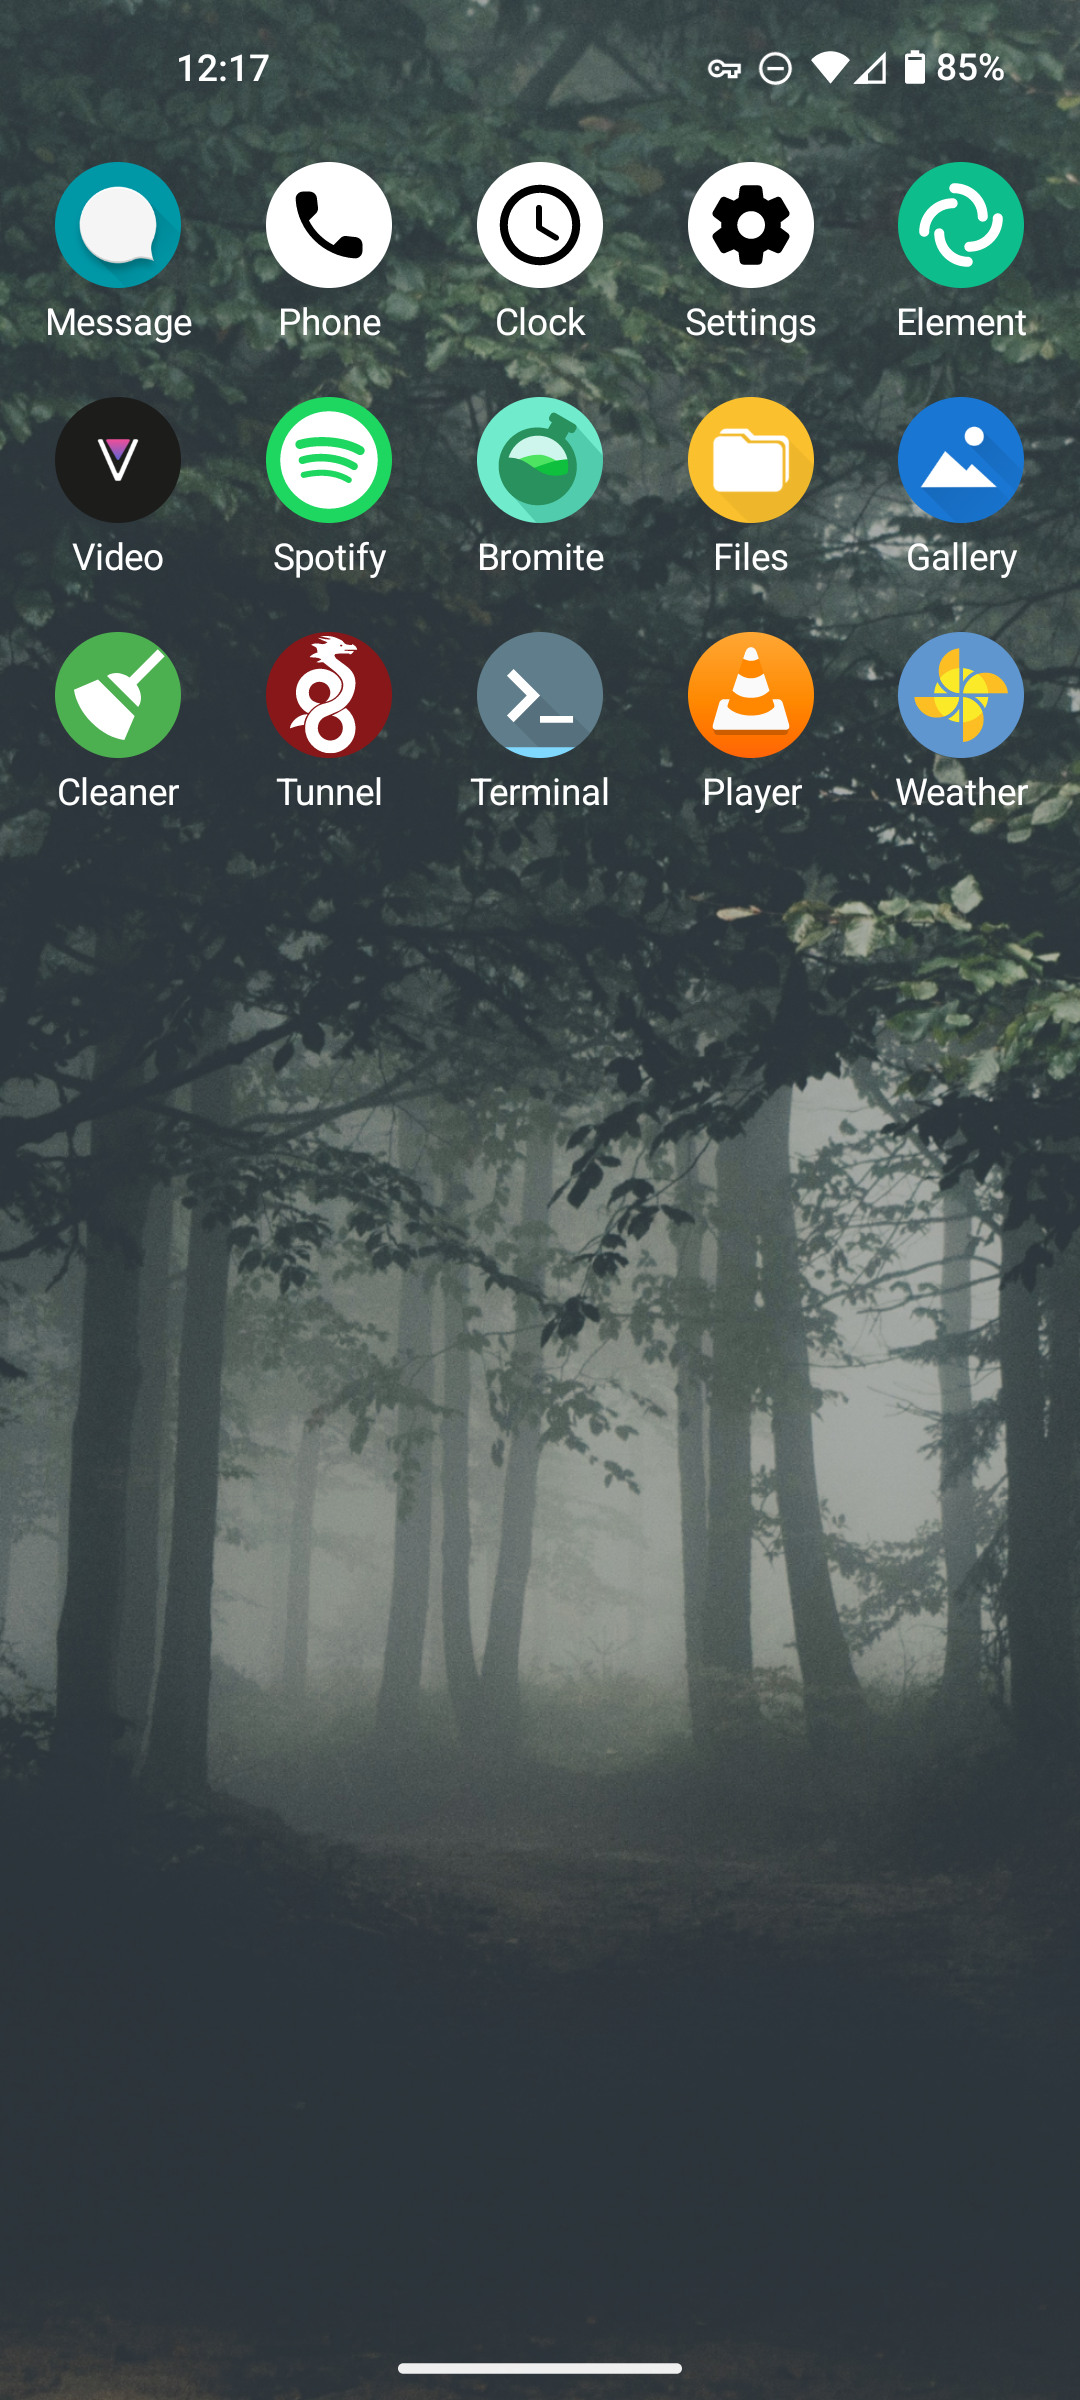 12:17 85%
Message Phone Clock Settings Element
Video Spotify Bromite Files Gallery
Cleaner Tunnel Terminal Player Weather